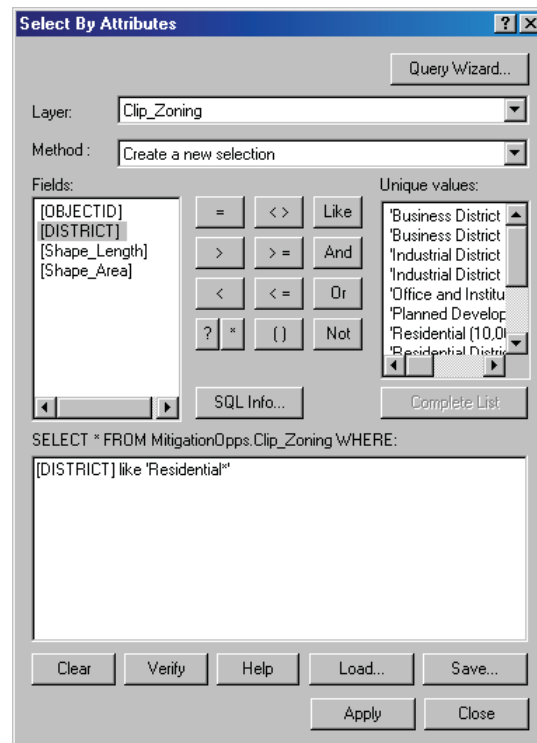 Select By Attributes ? ×
Query Wizard...
Layer: Clip_Zoning
Method : Create a new selection
Fields: Unique values:
[OBJECTID]
[DISTRICT]
[Shape_Length]
[Shape_Area]
= < > Like
> > = And
< < = Or
? * ( ) Not
'Business District
'Business District
'Industrial District
'Industrial District
'Office and Institu
'Planned Develop
'Residential (10,0
'Residential Distric
SQL Info... Complete List
SELECT * FROM MitigationOpps.Clip_Zoning WHERE:
[DISTRICT] like 'Residential*'
Clear Verify Help Load... Save...
Apply Close